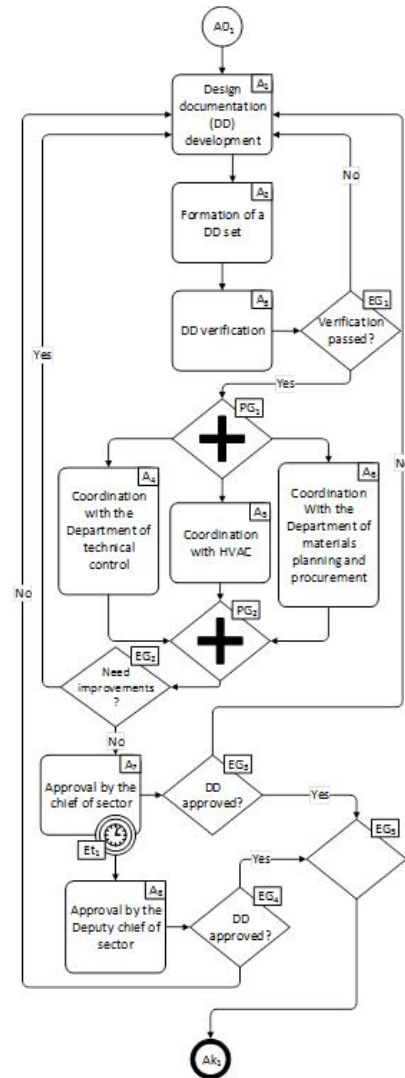 A0₁
A₁
Design
documentation
(DD)
development
A₂
Formation of a
DD set
No
A₃
DD verification
EG₁
Verification
passed?
Yes
Yes
PG₁
A₄
Coordination
with the
Department of
technical
control
A₅
Coordination
with HVAC
A₆
Coordination
With the
Department of
materials
planning and
procurement
No
No
PG₂
EG₂
Need
improvements
?
No
A₇
Approval by the
chief of sector
EG₃
DD
approved?
Yes
EG₅
Et₁
A₈
Approval by the
Deputy chief of
sector
Yes
EG₄
DD
approved?
Ak₁